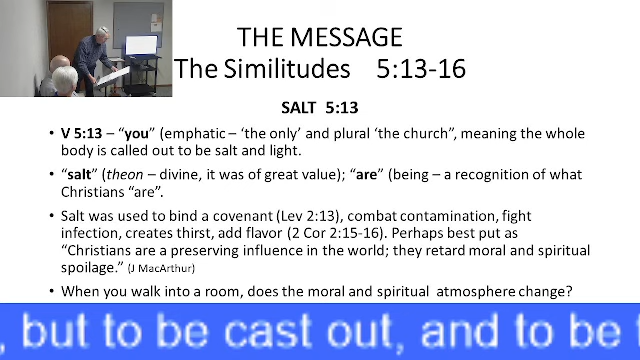 THE MESSAGE
The Similitudes 5:13-16
SALT 5:13
• V 5:13 – “you” (emphatic – ‘the only’ and plural ‘the church”, meaning the whole
body is called out to be salt and light.
• “salt” (theon – divine, it was of great value); “are” (being – a recognition of what
Christians “are”.
• Salt was used to bind a covenant (Lev 2:13), combat contamination, fight
infection, creates thirst, add flavor (2 Cor 2:15-16). Perhaps best put as
“Christians are a preserving influence in the world; they retard moral and spiritual
spoilage.” (J MacArthur)
• When you walk into a room, does the moral and spiritual atmosphere change?
, but to be cast out, and to be